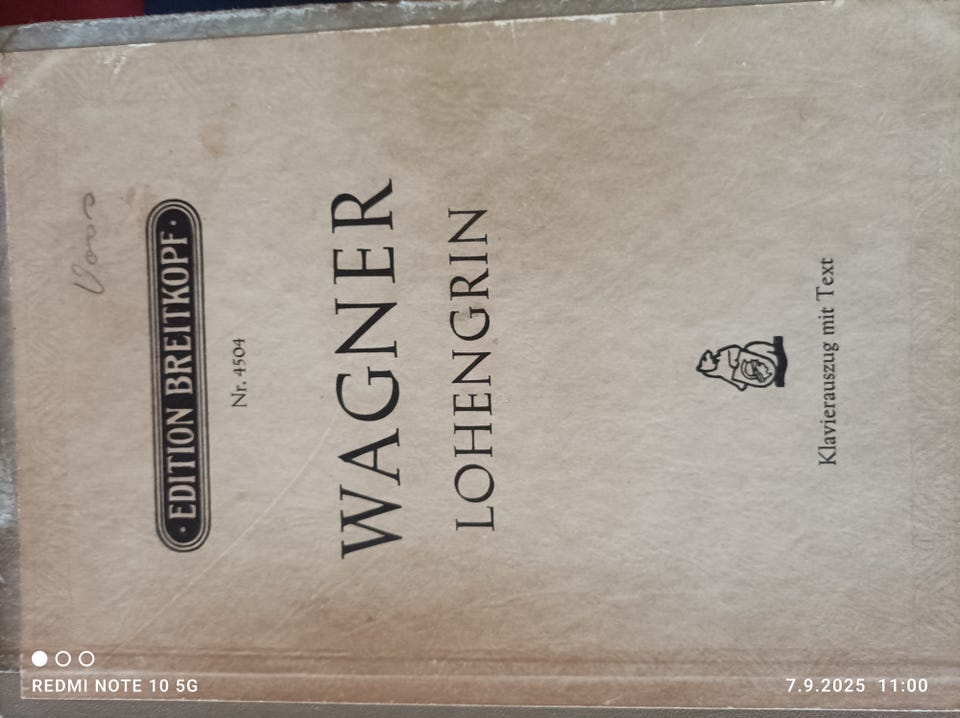 · EDITION BREITKOPF ·
Nr. 4504
WAGNER
LOHENGRIN
Klavierauszug mit Text
REDMI NOTE 10 5G
7.9.2025 11:00